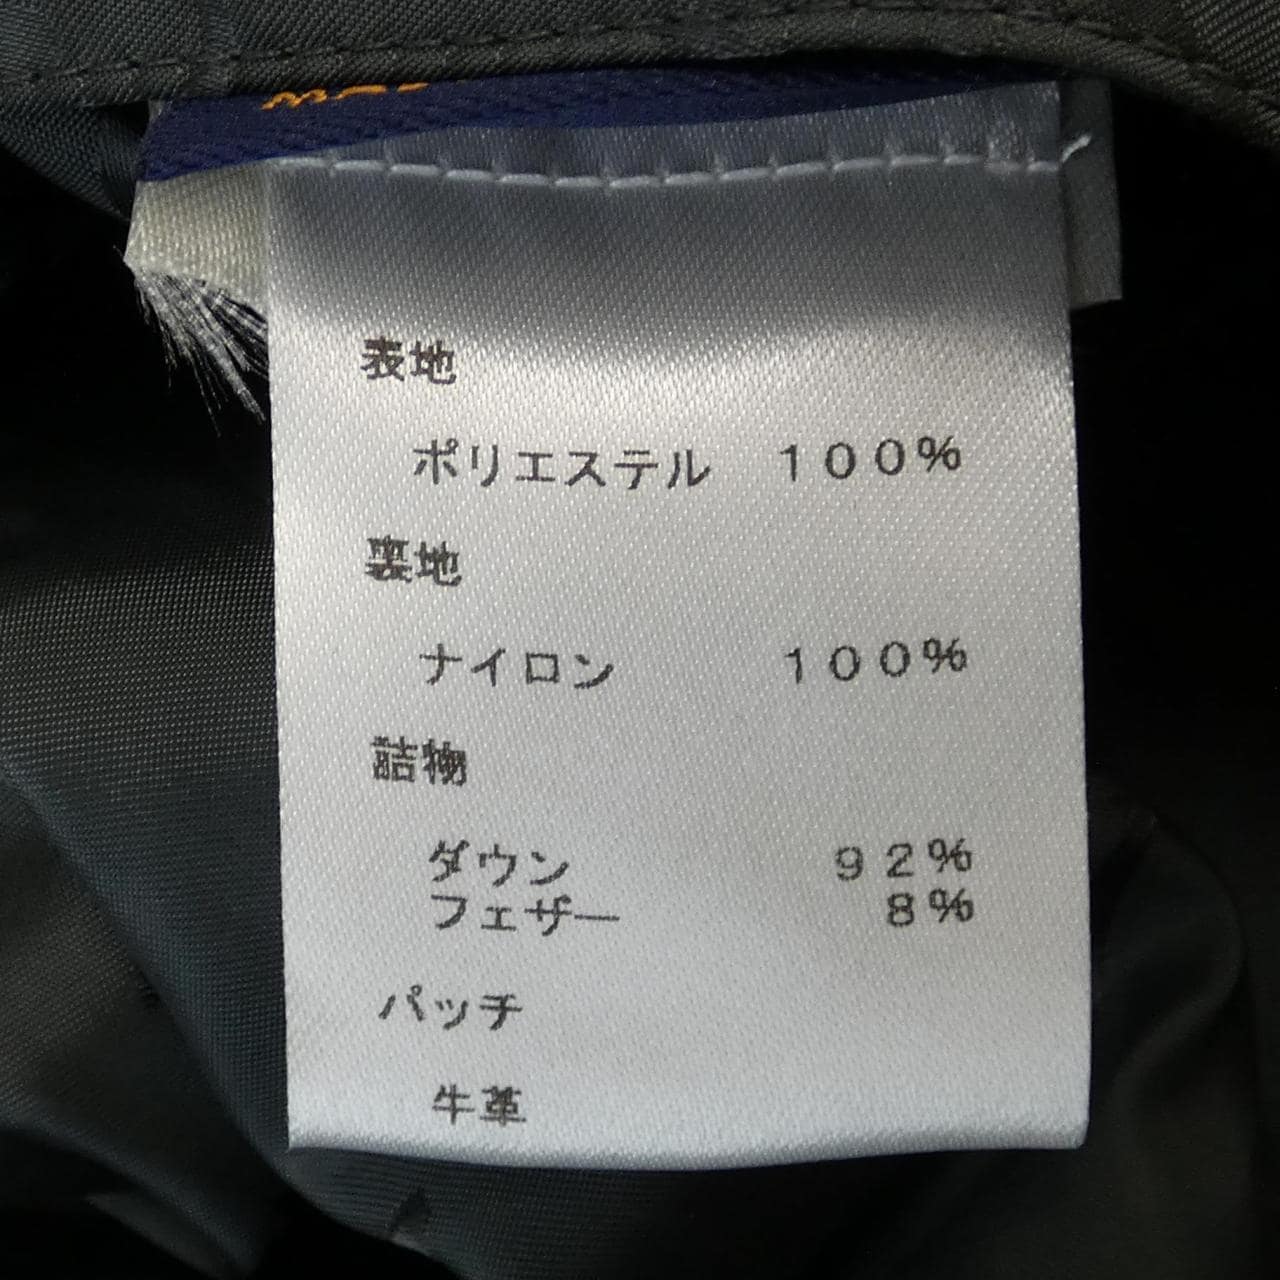 表地
ポリエステル 100%
裏地
ナイロン 100%
詰物
ダウン 92%
フェザー 8%
パッチ
牛革